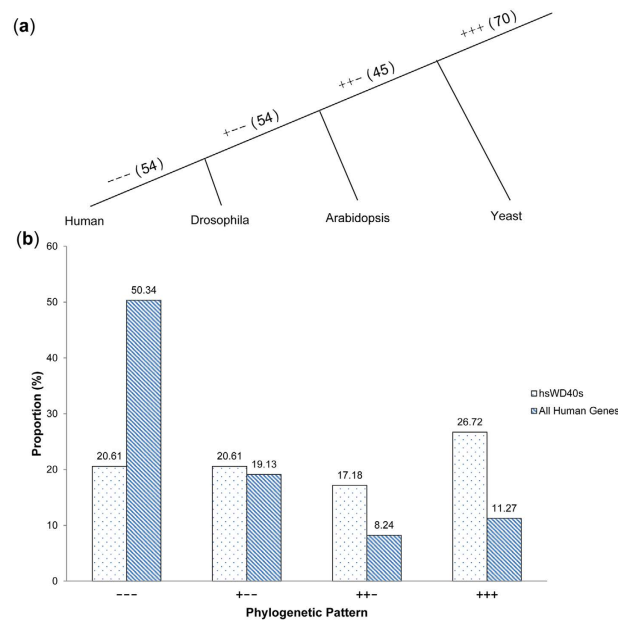 (a)
+++ (70)
++- (45)
+-- (54)
--- (54)
Human
Drosophila
Arabidopsis
Yeast
(b)
60
50
40
30
20
10
0
Proportion (%)
20.61
50.34
20.61
19.13
17.18
8.24
26.72
11.27
hsWD40s
All Human Genes
---
+--
++-
+++
Phylogenetic Pattern